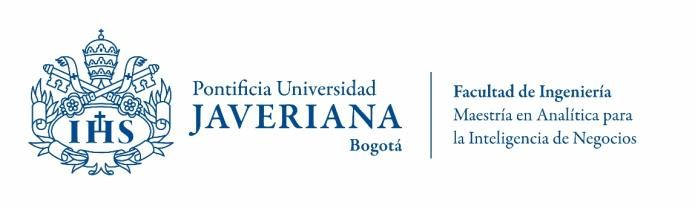 IHS
Pontificia Universidad
JAVERIANA
Bogotá
Facultad de Ingeniería
Maestría en Analítica para
la Inteligencia de Negocios